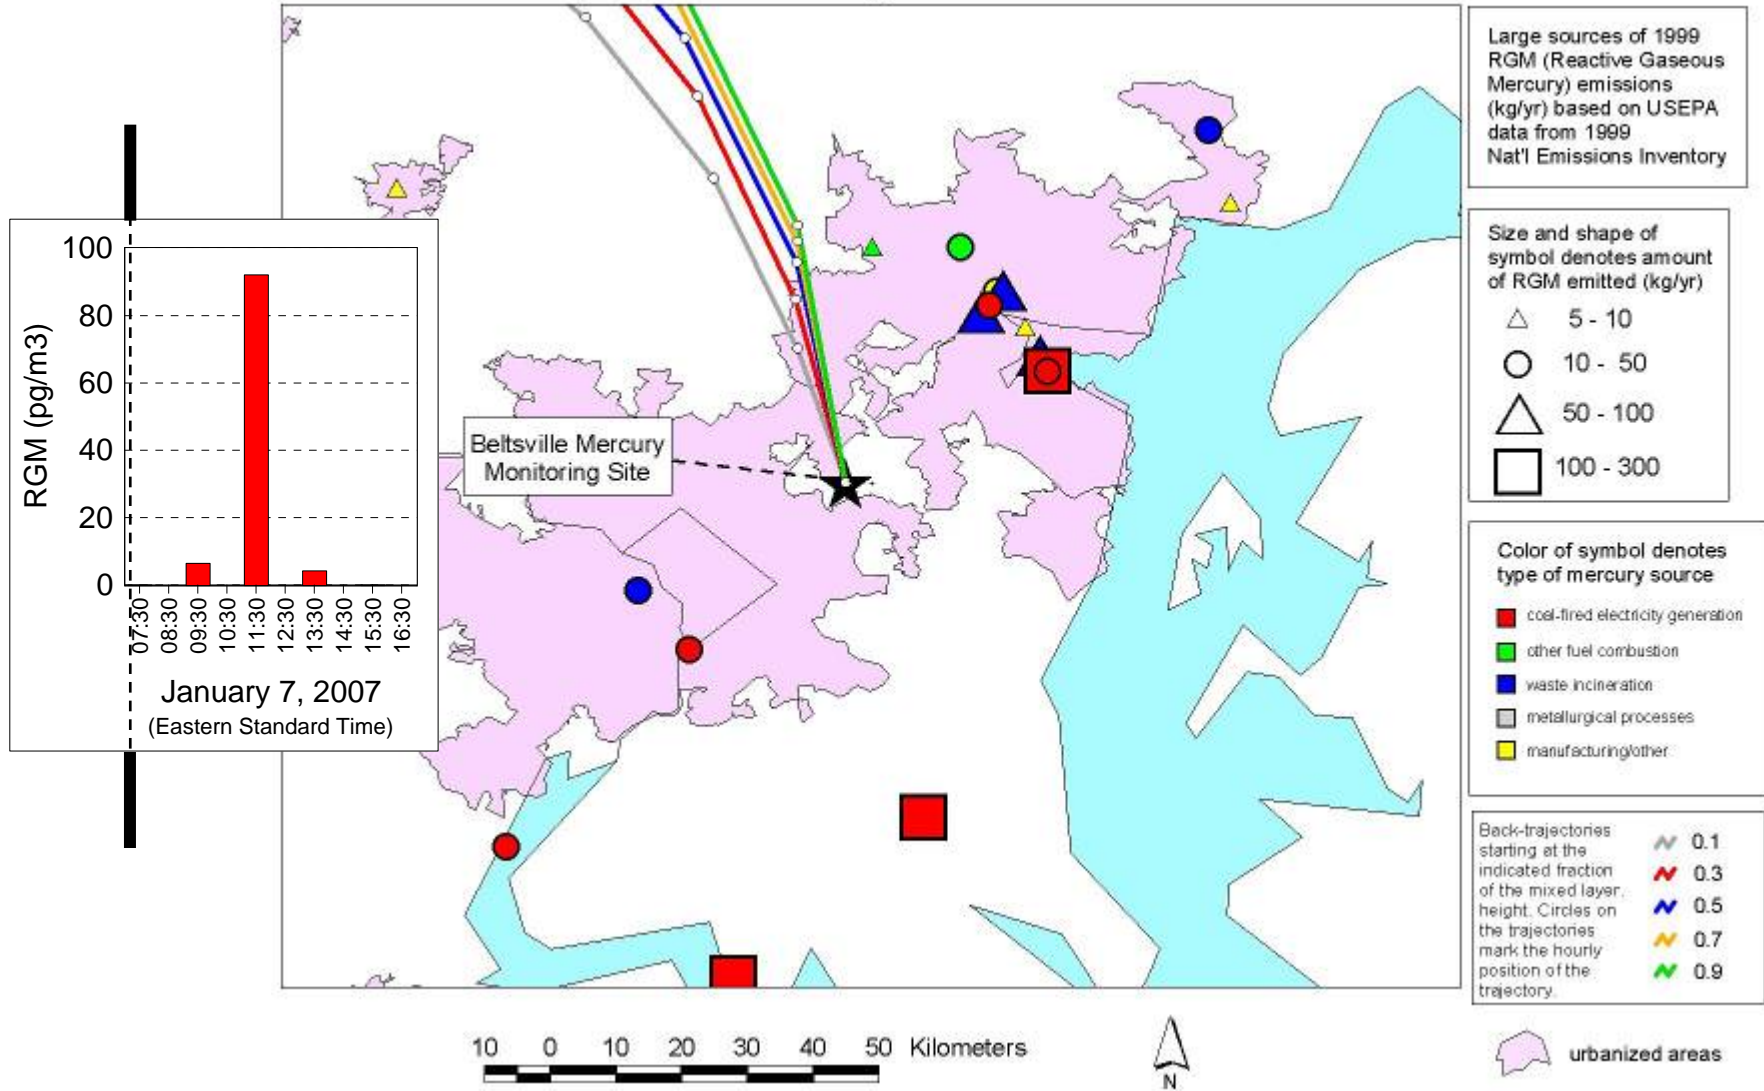 Large sources of 1999
RGM (Reactive Gaseous
Mercury) emissions
(kg/yr) based on USEPA
data from 1999
Nat'l Emissions Inventory
Size and shape of
symbol denotes amount
of RGM emitted (kg/yr)
5 - 10
10 - 50
50 - 100
100 - 300
Color of symbol denotes
type of mercury source
coal-fired electricity generation
other fuel combustion
waste incineration
metallurgical processes
manufacturing/other
Back-trajectories
starting at the
indicated fraction
of the mixed layer.
height. Circles on
the trajectories
mark the hourly
position of the
trajectory.
0.1
0.3
0.5
0.7
0.9
urbanized areas
Beltsville Mercury
Monitoring Site
RGM (pg/m3)
100
80
60
40
20
0
07:30
08:30
09:30
10:30
11:30
12:30
13:30
14:30
15:30
16:30
January 7, 2007
(Eastern Standard Time)
10 0 10 20 30 40 50 Kilometers
N